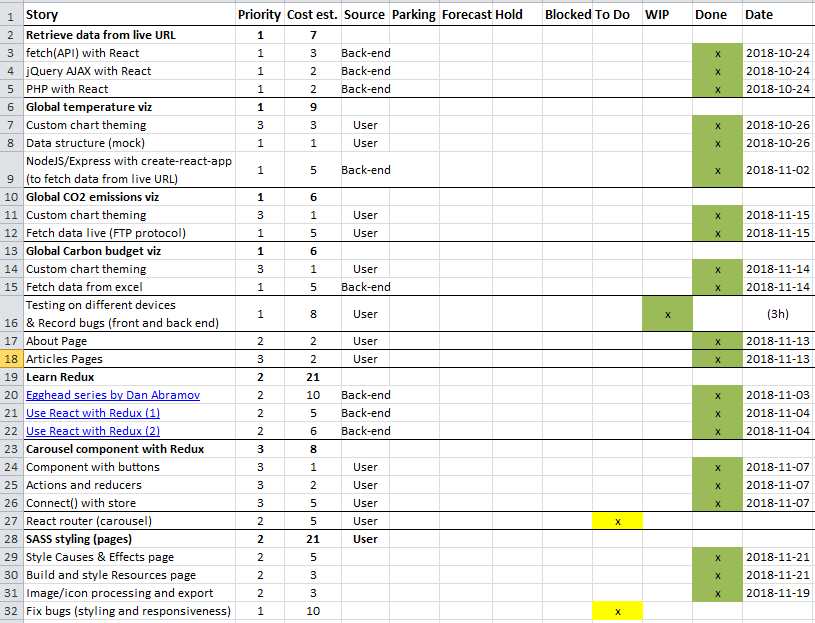 1 Story Priority Cost est. Source Parking Forecast Hold Blocked To Do WIP Done Date
2 Retrieve data from live URL 1 7
3 fetch(API) with React 1 3 Back-end x 2018-10-24
4 jQuery AJAX with React 1 2 Back-end x 2018-10-24
5 PHP with React 1 2 Back-end x 2018-10-24
6 Global temperature viz 1 9
7 Custom chart theming 3 3 User x 2018-10-26
8 Data structure (mock) 1 1 User x 2018-10-26
NodeJS/Express with create-react-app
9 (to fetch data from live URL) 1 5 Back-end x 2018-11-02
10 Global CO2 emissions viz 1 6
11 Custom chart theming 3 1 User x 2018-11-15
12 Fetch data live (FTP protocol) 1 5 User x 2018-11-15
13 Global Carbon budget viz 1 6
14 Custom chart theming 3 1 User x 2018-11-14
15 Fetch data from excel 1 5 Back-end x 2018-11-14
Testing on different devices
16 & Record bugs (front and back end) 1 8 User x (3h)
17 About Page 2 2 User x 2018-11-13
18 Articles Pages 3 2 User x 2018-11-13
19 Learn Redux 2 21
20 Egghead series by Dan Abramov 2 10 Back-end x 2018-11-03
21 Use React with Redux (1) 2 5 Back-end x 2018-11-04
22 Use React with Redux (2) 2 6 Back-end x 2018-11-04
23 Carousel component with Redux 3 8
24 Component with buttons 3 1 User x 2018-11-07
25 Actions and reducers 3 2 User x 2018-11-07
26 Connect() with store 3 5 User x 2018-11-07
27 React router (carousel) 2 5 User x
28 SASS styling (pages) 2 21 User
29 Style Causes & Effects page 2 5 x 2018-11-21
30 Build and style Resources page 2 3 x 2018-11-21
31 Image/icon processing and export 2 3 x 2018-11-19
32 Fix bugs (styling and responsiveness) 1 10 x